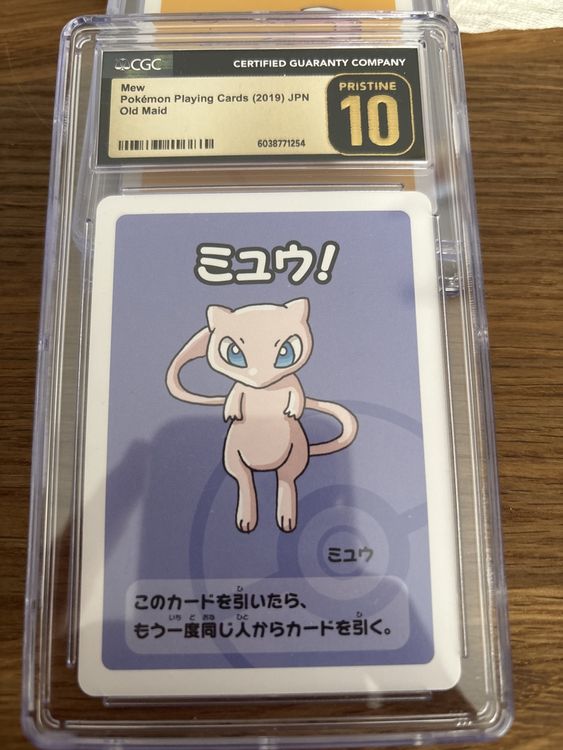 CGC
CERTIFIED GUARANTY COMPANY
Mew
Pokémon Playing Cards (2019) JPN
Old Maid
6038771254
PRISTINE
10
ミュウ!
ミュウ
このカードを引いたら、
もう一度同じ人からカードを引く。